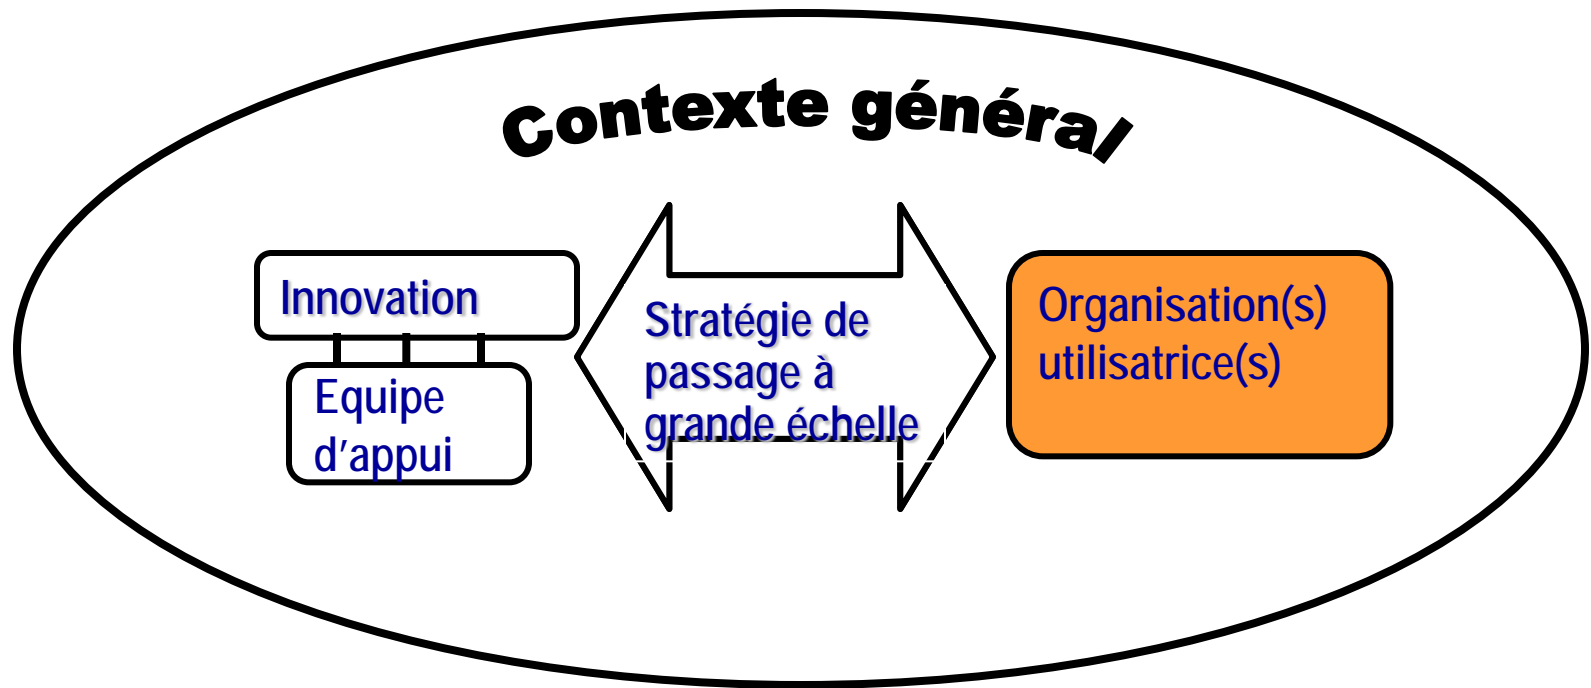 Contexte général
Innovation
Equipe
d’appui
Stratégie de
passage à
grande échelle
Organisation(s)
utilisatrice(s)